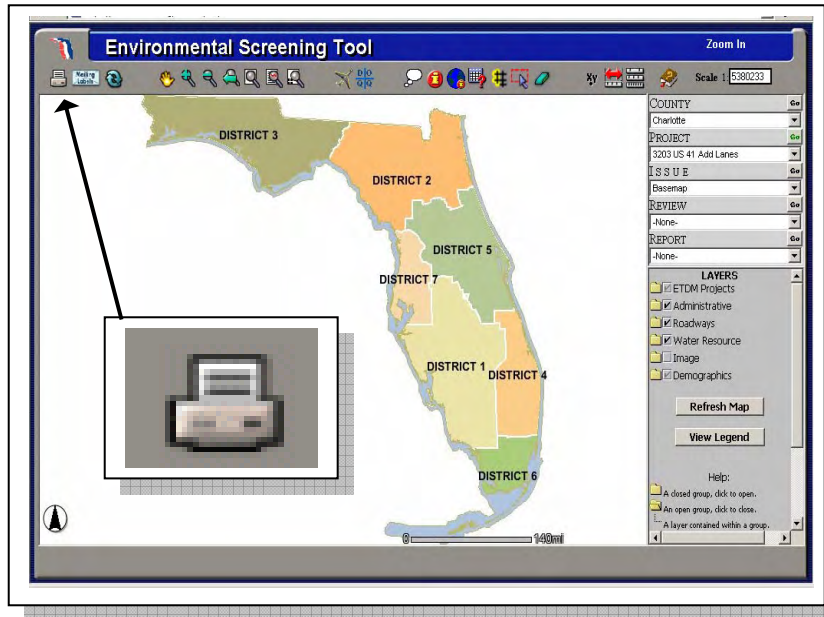 Environmental Screening Tool
Zoom In
Mailing
Labels
Xy
Scale 1: 5380233
DISTRICT 3
DISTRICT 2
DISTRICT 5
DISTRICT 7
DISTRICT 1
DISTRICT 4
DISTRICT 6
0 140mi
COUNTY Go
Charlotte
PROJECT Go
3203 US 41 Add Lanes
ISSUE Go
Basemap
REVIEW Go
-None-
REPORT Go
-None-
LAYERS
ETDM Projects
Administrative
Roadways
Water Resource
Image
Demographics
Refresh Map
View Legend
Help:
A closed group, click to open.
An open group, click to close.
A layer contained within a group.